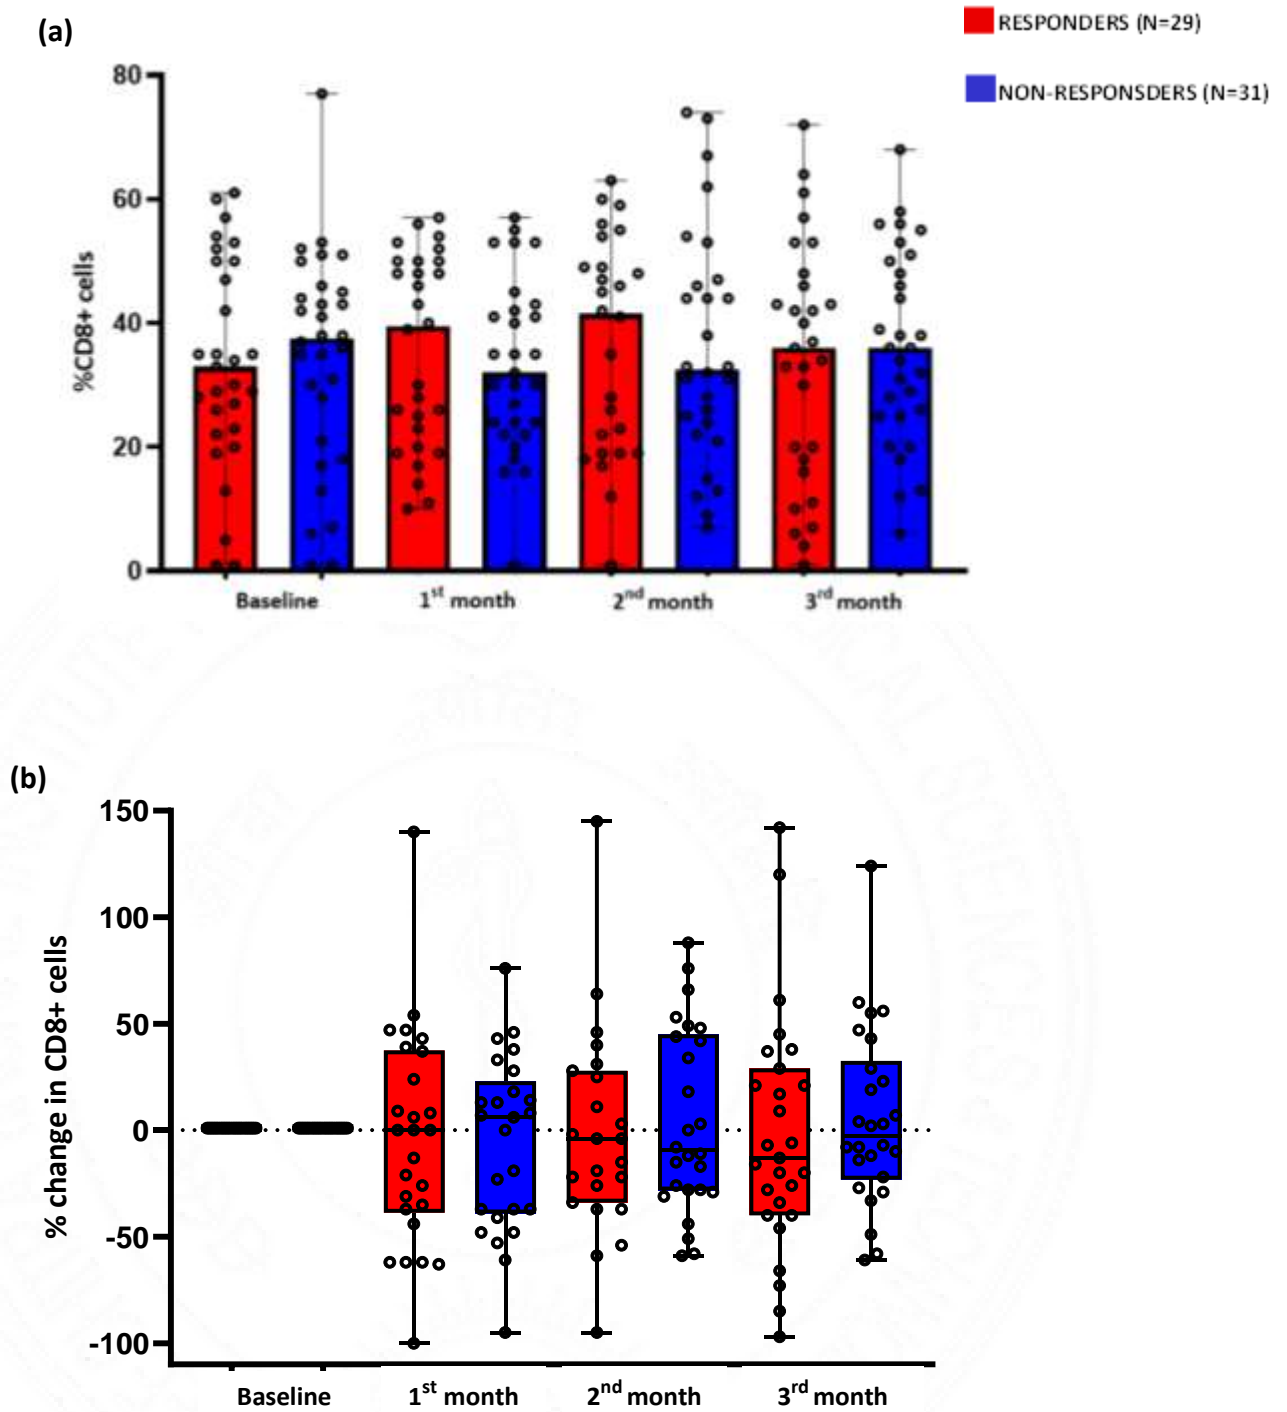 (a)
RESPONDERS (N=29)
NON-RESPONSDERS (N=31)
80
60
40
20
0
%CD8+ cells
Baseline
1st month
2nd month
3rd month
(b)
150
100
50
0
-50
-100
% change in CD8+ cells
Baseline
1st month
2nd month
3rd month